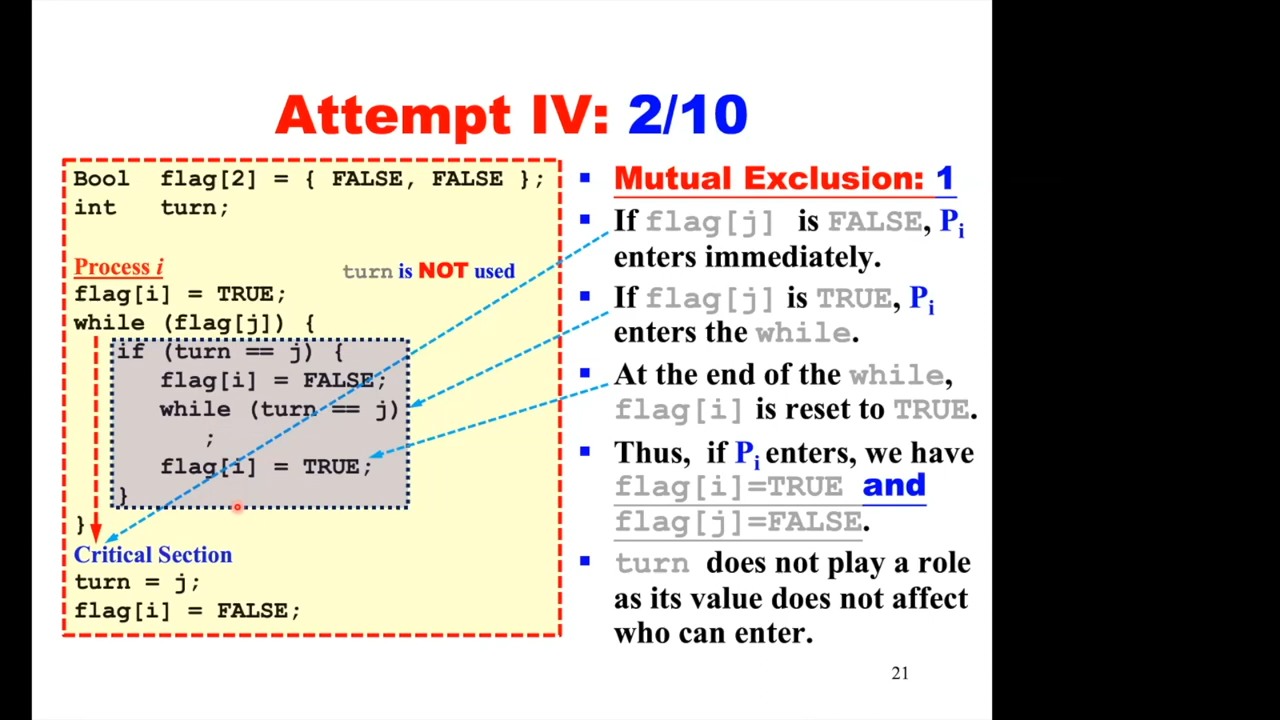 Attempt IV: 2/10
Bool flag[2] = { FALSE, FALSE };
int turn;
Process i
turn is NOT used
flag[i] = TRUE;
while (flag[j]) {
if (turn == j) {
flag[i] = FALSE;
while (turn == j)
;
flag[i] = TRUE;
}
}
Critical Section
turn = j;
flag[i] = FALSE;
▪ Mutual Exclusion: 1
▪ If flag[j] is FALSE, Pi
enters immediately.
▪ If flag[j] is TRUE, Pi
enters the while.
▪ At the end of the while,
flag[i] is reset to TRUE.
▪ Thus, if Pi enters, we have
flag[i]=TRUE and
flag[j]=FALSE.
▪ turn does not play a role
as its value does not affect
who can enter.
21